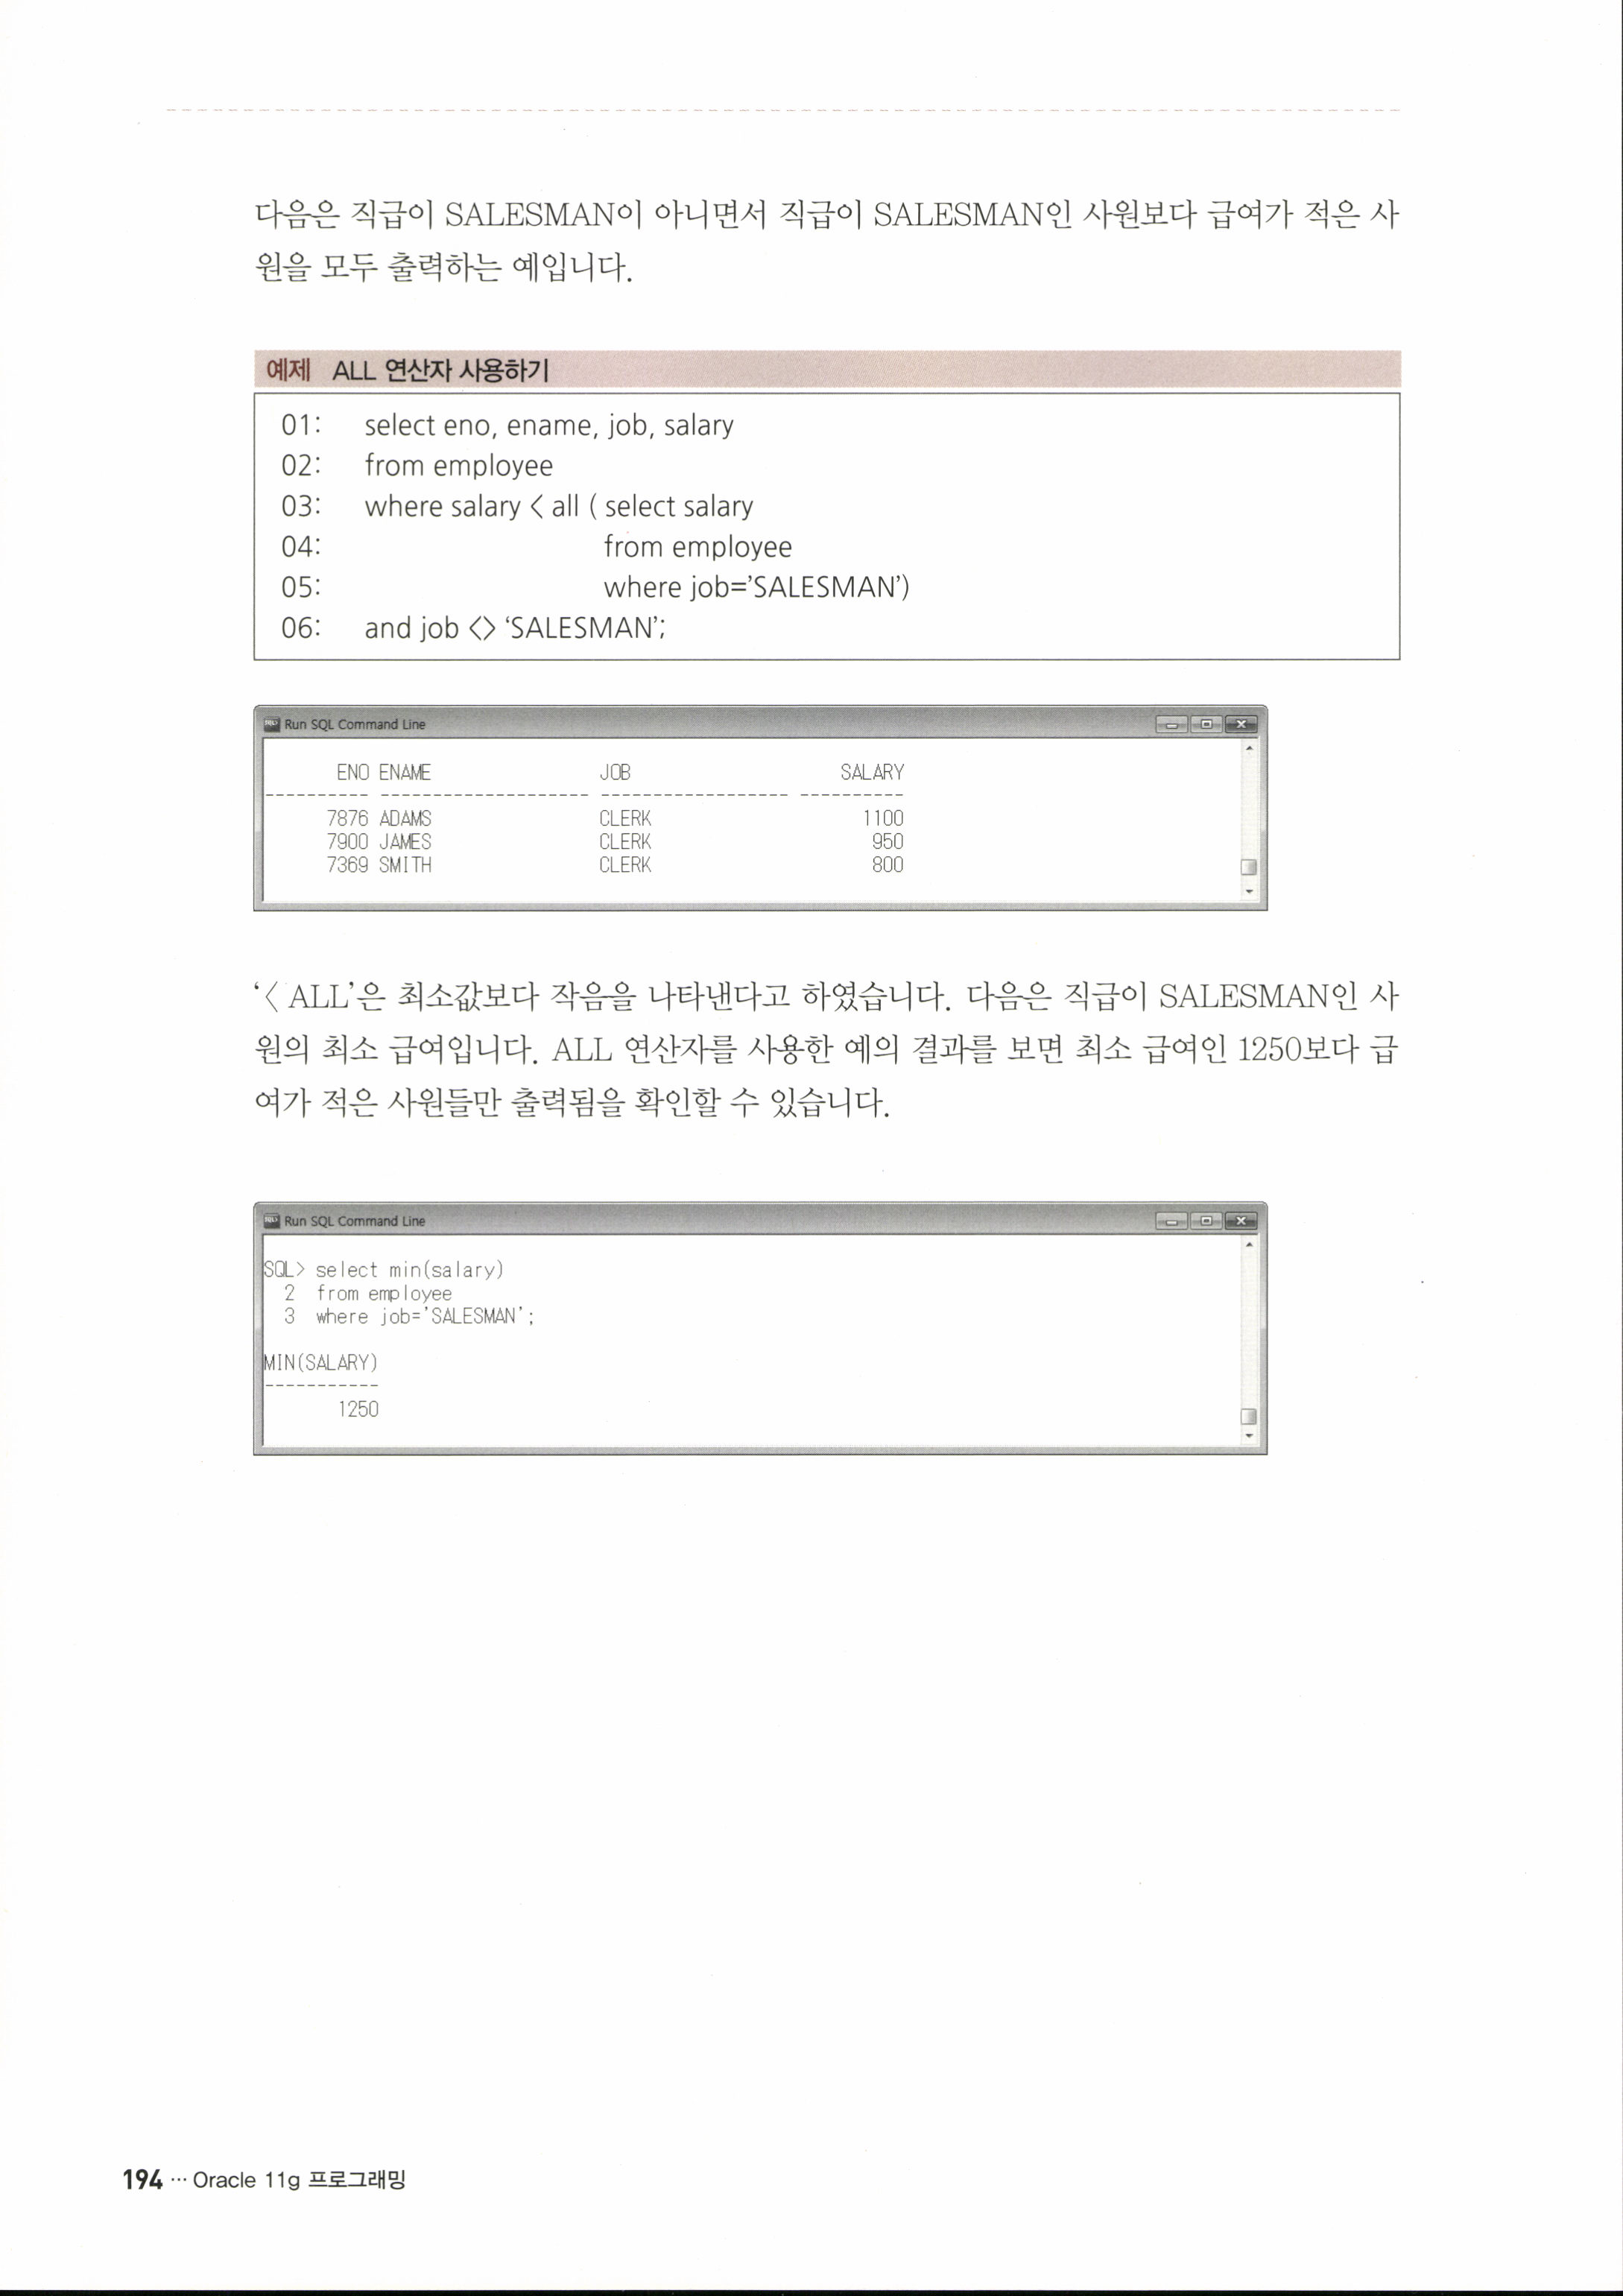 다음은 직급이 SALESMAN이 아니면서 직급이 SALESMAN인 사원보다 급여가 적은 사
원을 모두 출력하는 예입니다.
예제 ALL 연산자 사용하기
01: select eno, ename, job, salary
02: from employee
03: where salary < all ( select salary
04: from employee
05: where job=’SALESMAN’)
06: and job <> ‘SALESMAN’;
Run SQL Command Line
ENO ENAME JOB SALARY
---------- -------------------- ------------------ ----------
7876 ADAMS CLERK 1100
7900 JAMES CLERK 950
7369 SMITH CLERK 800
‘< ALL’은 최소값보다 작음을 나타낸다고 하였습니다. 다음은 직급이 SALESMAN인 사
원의 최소 급여입니다. ALL 연산자를 사용한 예의 결과를 보면 최소 급여인 1250보다 급
여가 적은 사원들만 출력됨을 확인할 수 있습니다.
Run SQL Command Line
SQL> select min(salary)
2 from employee
3 where job='SALESMAN';
MIN(SALARY)
-----------
1250
194 ··· Oracle 11g 프로그래밍